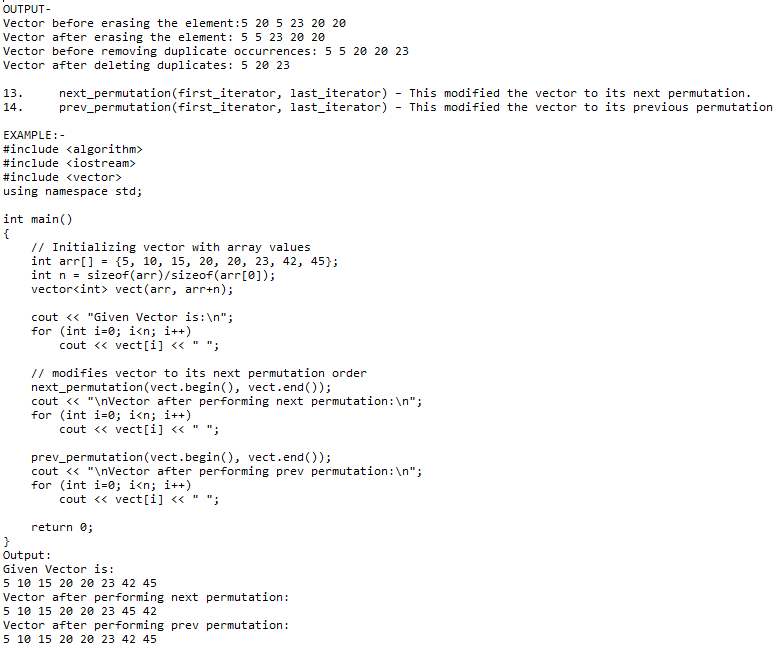 OUTPUT-
Vector before erasing the element:5 20 5 23 20 20
Vector after erasing the element: 5 5 23 20 20
Vector before removing duplicate occurrences: 5 5 20 20 23
Vector after deleting duplicates: 5 20 23

13.     next_permutation(first_iterator, last_iterator) – This modified the vector to its next permutation.
14.     prev_permutation(first_iterator, last_iterator) – This modified the vector to its previous permutation

EXAMPLE:-
#include <algorithm>
#include <iostream>
#include <vector>
using namespace std;

int main()
{
    // Initializing vector with array values
    int arr[] = {5, 10, 15, 20, 20, 23, 42, 45};
    int n = sizeof(arr)/sizeof(arr[0]);
    vector<int> vect(arr, arr+n);

    cout << "Given Vector is:\n";
    for (int i=0; i<n; i++)
        cout << vect[i] << " ";

    // modifies vector to its next permutation order
    next_permutation(vect.begin(), vect.end());
    cout << "\nVector after performing next permutation:\n";
    for (int i=0; i<n; i++)
        cout << vect[i] << " ";

    prev_permutation(vect.begin(), vect.end());
    cout << "\nVector after performing prev permutation:\n";
    for (int i=0; i<n; i++)
        cout << vect[i] << " ";

    return 0;
}
Output:
Given Vector is:
5 10 15 20 20 23 42 45
Vector after performing next permutation:
5 10 15 20 20 23 45 42
Vector after performing prev permutation:
5 10 15 20 20 23 42 45